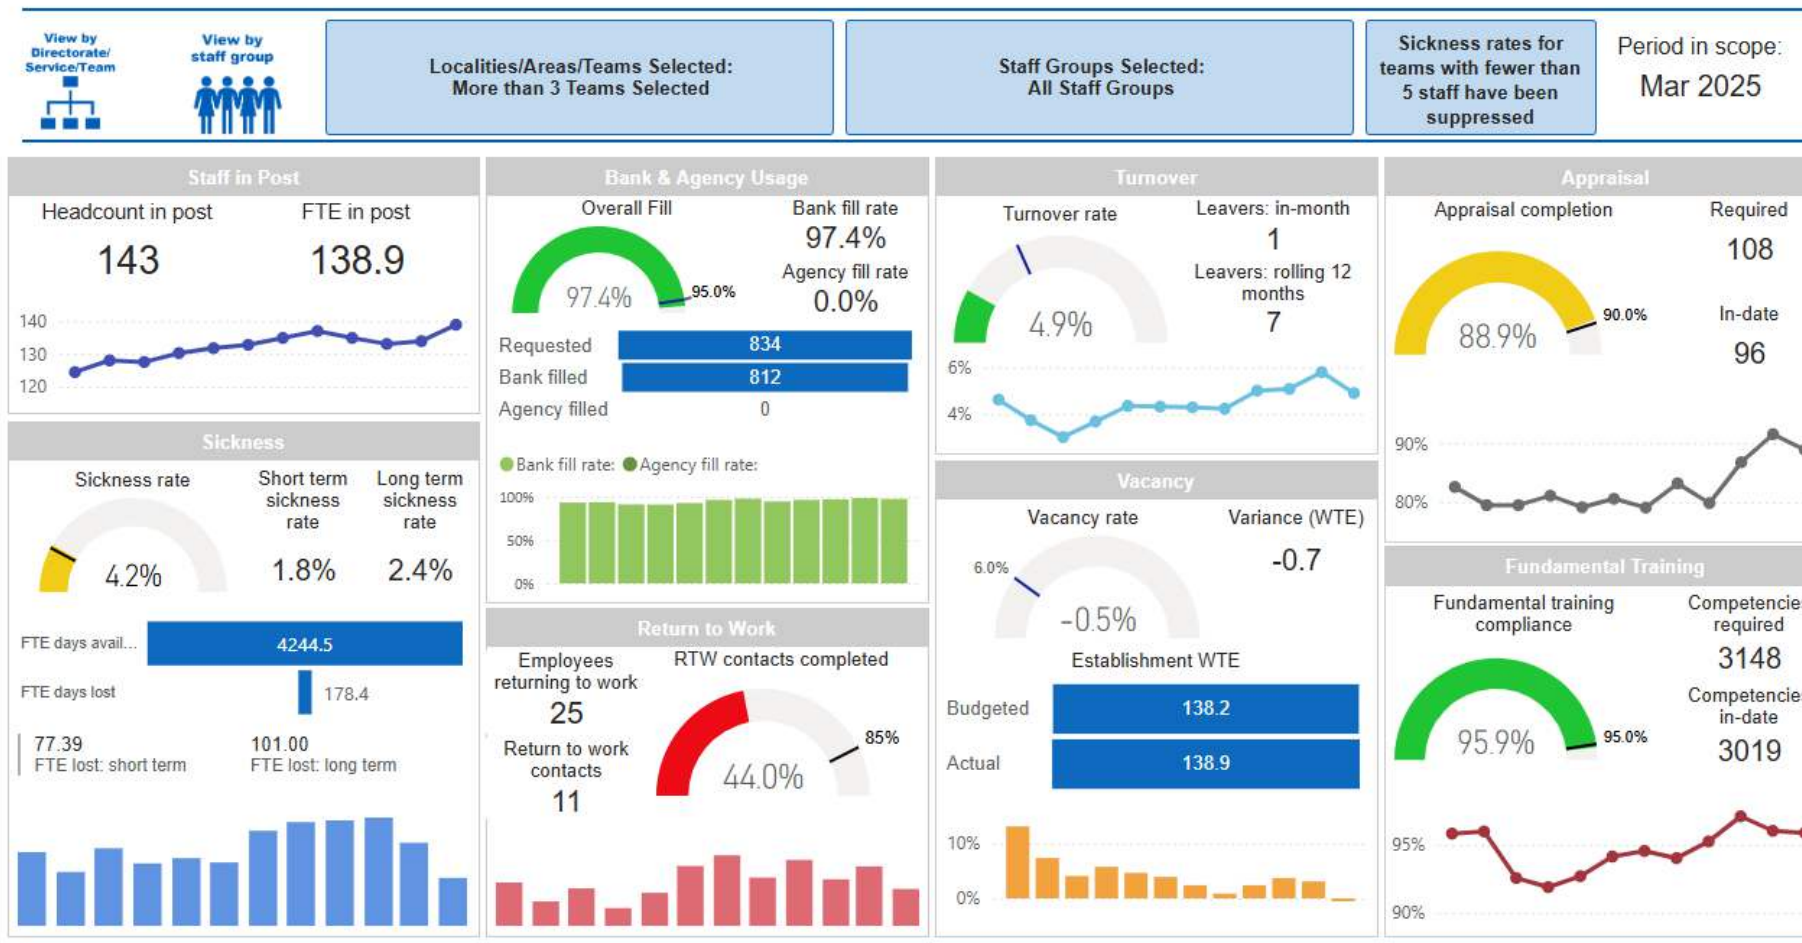 View by
Directorate/
Service/Team
View by
staff group
Localities/Areas/Teams Selected:
More than 3 Teams Selected
Staff Groups Selected:
All Staff Groups
Sickness rates for
teams with fewer than
5 staff have been
suppressed
Period in scope:
Mar 2025
Staff in Post
Headcount in post
FTE in post
143
138.9
140
130
120
Sickness
Sickness rate
Short term
sickness
rate
Long term
sickness
rate
4.2%
1.8%
2.4%
FTE days avail...
4244.5
FTE days lost
178.4
77.39
FTE lost: short term
101.00
FTE lost: long term
Bank & Agency Usage
Overall Fill
Bank fill rate
97.4%
97.4%
95.0%
Agency fill rate
0.0%
Requested
834
Bank filled
812
Agency filled
0
Bank fill rate:
Agency fill rate:
100%
50%
0%
Return to Work
Employees
returning to work
25
Return to work
contacts
11
RTW contacts completed
85%
44.0%
Turnover
Turnover rate
Leavers: in-month
1
Leavers: rolling 12
months
7
4.9%
6%
4%
Vacancy
Vacancy rate
Variance (WTE)
-0.7
6.0%
-0.5%
Establishment WTE
Budgeted
138.2
Actual
138.9
10%
0%
Appraisal
Appraisal completion
Required
108
90.0%
In-date
88.9%
96
90%
80%
Fundamental Training
Fundamental training
compliance
Competencie
required
3148
Competencie
in-date
3019
95.0%
95.9%
95%
90%